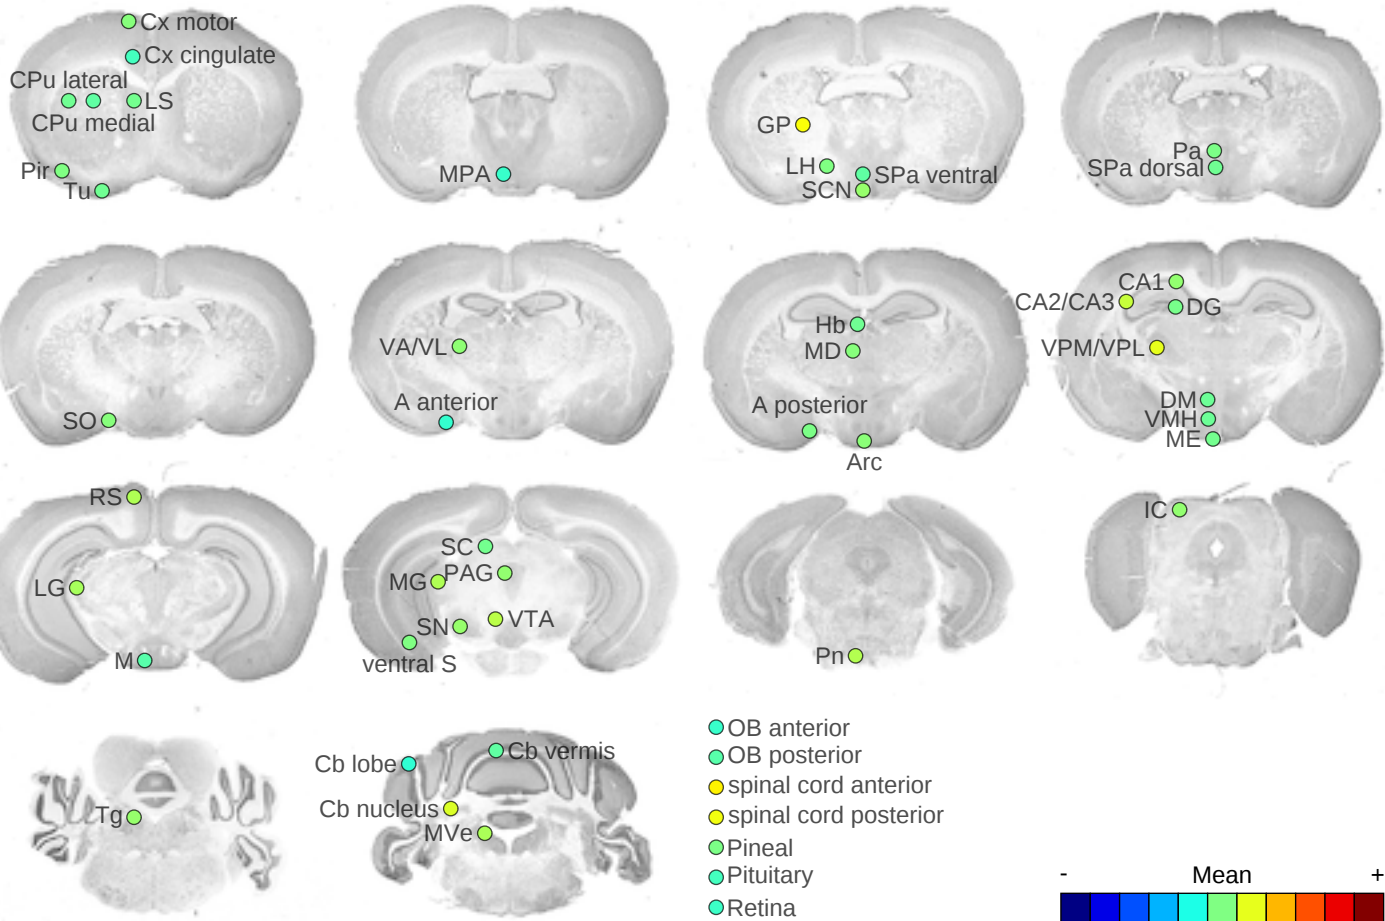 Cx motor
Cx cingulate
CPu lateral
LS
CPu medial
Pir
Tu
MPA
GP
LH
SPa ventral
SCN
Pa
SPa dorsal
SO
VA/VL
A anterior
Hb
MD
A posterior
Arc
CA1
CA2/CA3
DG
VPM/VPL
DM
VMH
ME
RS
LG
M
SC
PAG
MG
VTA
SN
ventral S
Pn
IC
Tg
Cb vermis
Cb lobe
Cb nucleus
MVe
OB anterior
OB posterior
spinal cord anterior
spinal cord posterior
Pineal
Pituitary
Retina
- Mean +